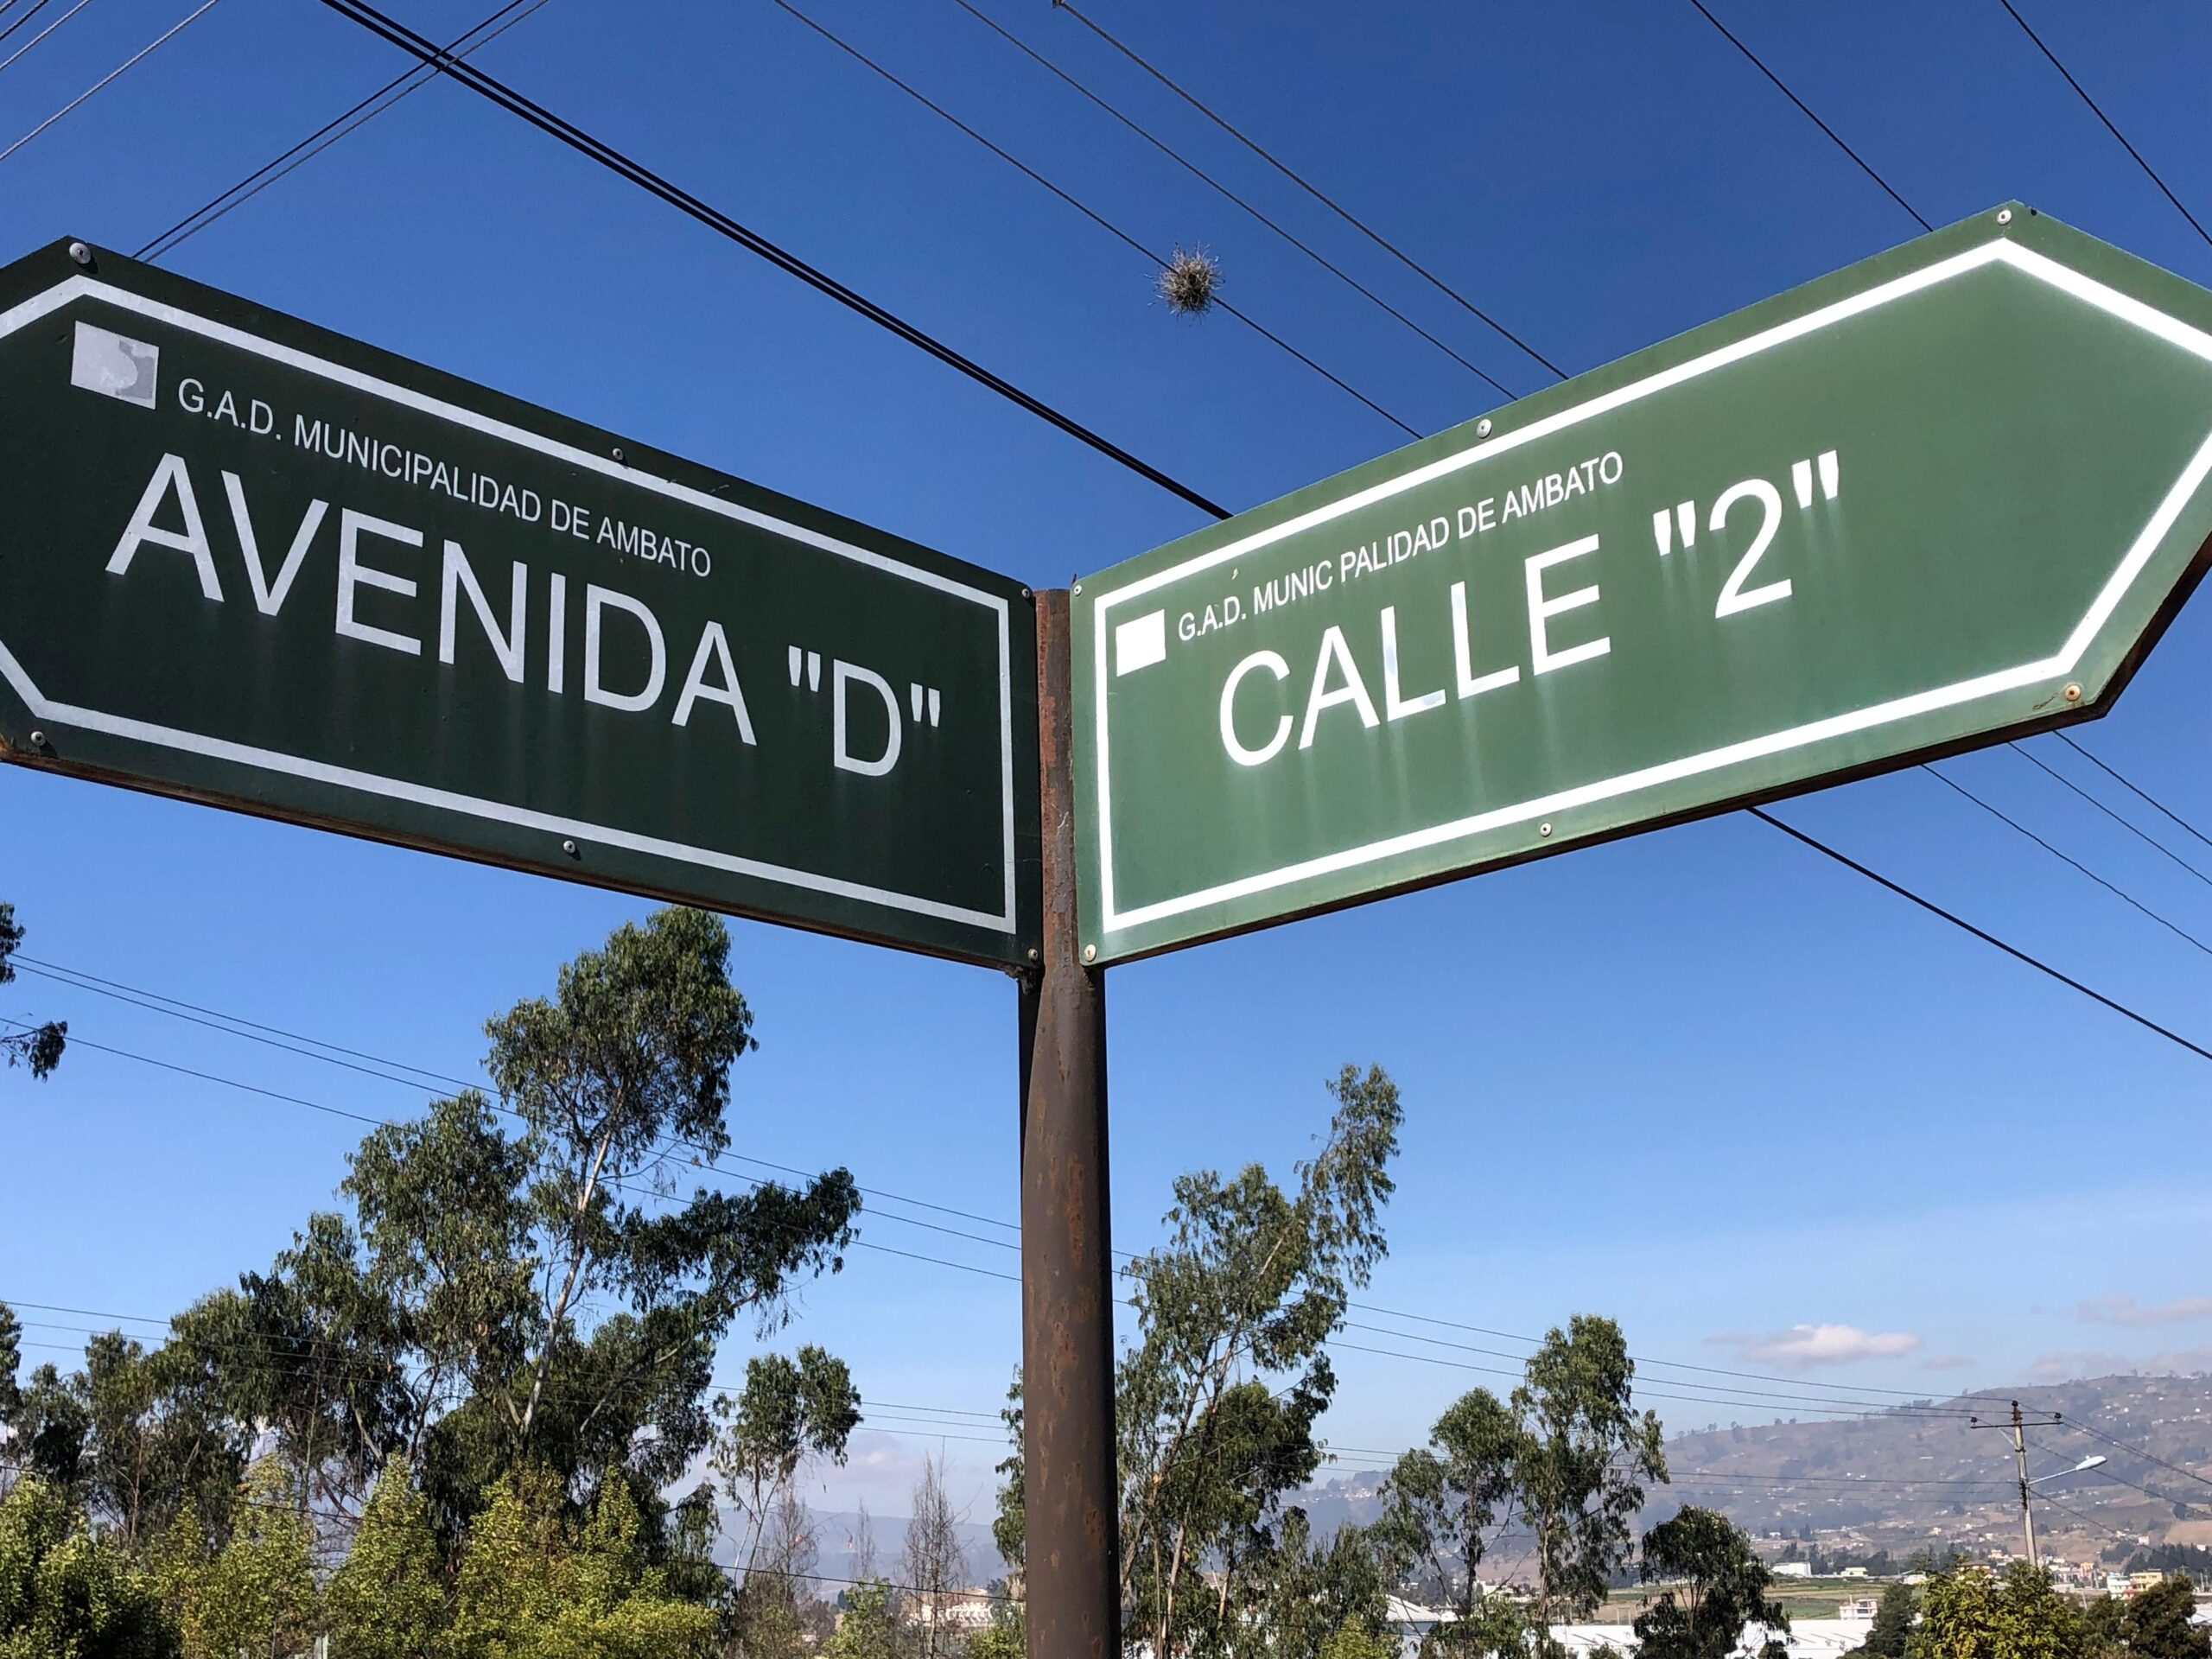 G.A.D. MUNICIPALIDAD DE AMBATO
AVENIDA "D"
G.A.D. MUNIC PALIDAD DE AMBATO
CALLE "2"